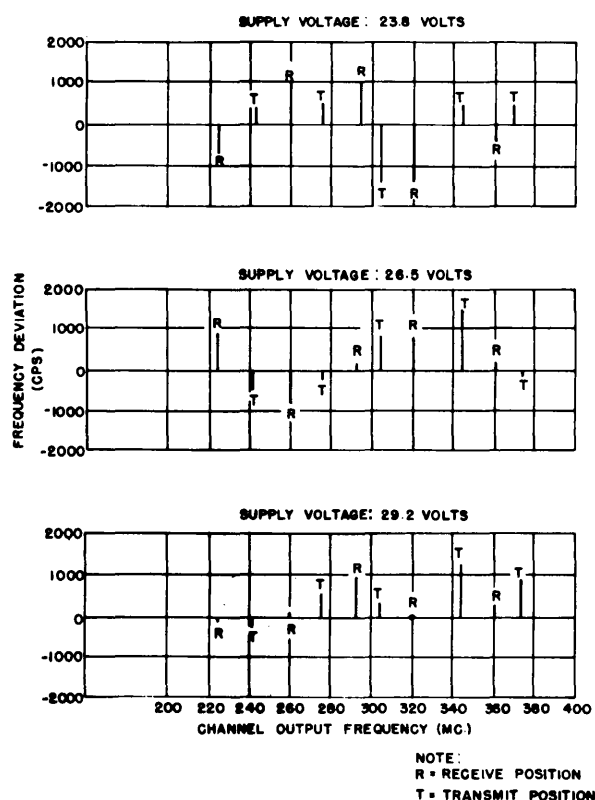 SUPPLY VOLTAGE: 23.8 VOLTS
2000
1000
0
-1000
-2000
R
T
R
T
R
T
R
T
R
T
SUPPLY VOLTAGE: 26.5 VOLTS
2000
1000
0
-1000
-2000
R
T
R
T
R
T
R
T
R
T
FREQUENCY DEVIATION
(CPS)
SUPPLY VOLTAGE: 29.2 VOLTS
2000
1000
0
-1000
-2000
R
T
R
T
R
T
R
T
R
T
200 220 240 260 280 300 320 340 360 380 400
CHANNEL OUTPUT FREQUENCY (MC.)
NOTE:
R = RECEIVE POSITION
T = TRANSMIT POSITION